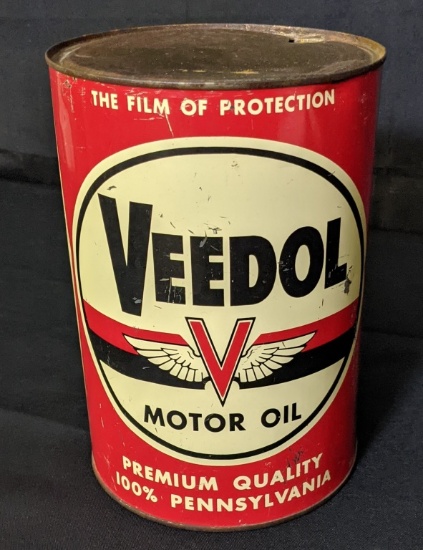 THE FILM OF PROTECTION
VEEDOL
V
MOTOR OIL
PREMIUM QUALITY
100% PENNSYLVANIA